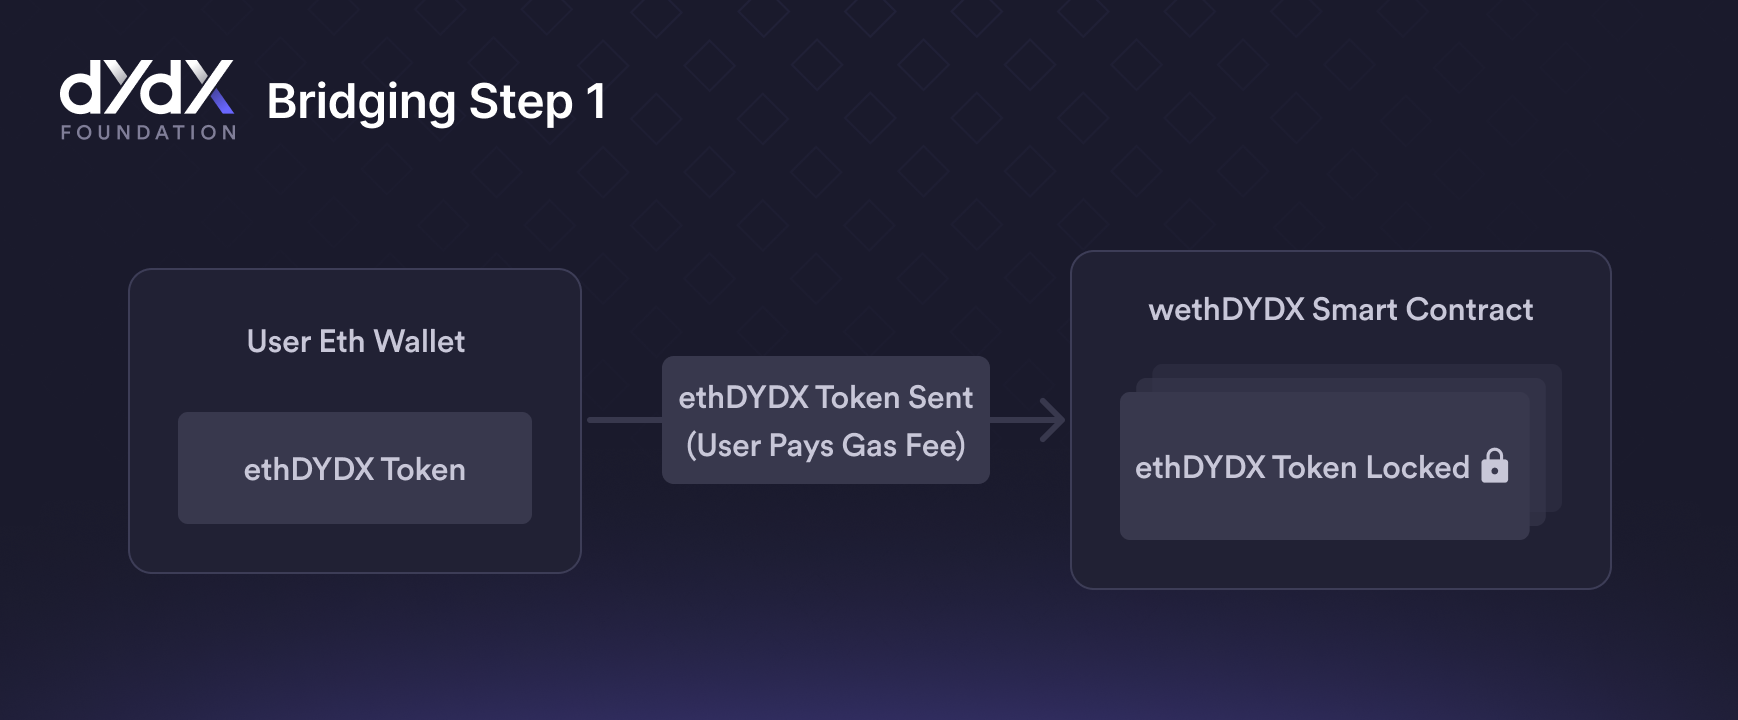 dYdX
FOUNDATION
Bridging Step 1
User Eth Wallet
ethDYDX Token
ethDYDX Token Sent
(User Pays Gas Fee)
wethDYDX Smart Contract
ethDYDX Token Locked